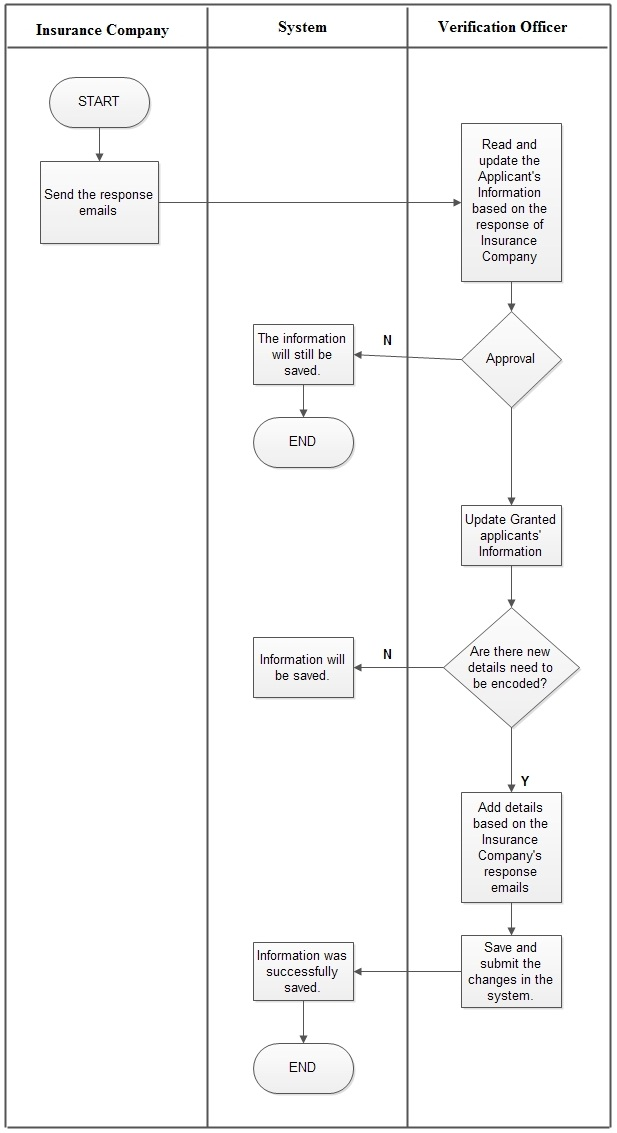 Insurance Company
System
Verification Officer
START
Send the response
emails
Read and
update the
Applicant's
Information
based on the
response of
Insurance
Company
Approval
N
The information
will still be
saved.
END
Update Granted
applicants'
Information
Are there new
details need to
be encoded?
N
Information will
be saved.
Y
Add details
based on the
Insurance
Company's
response
emails
Save and
submit the
changes in the
system.
Information was
successfully
saved.
END